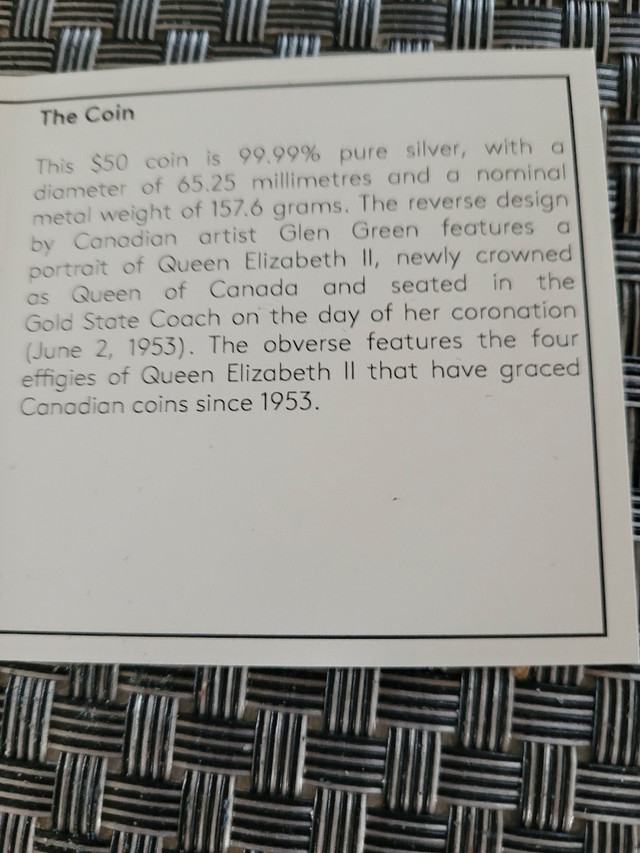 The Coin
This $50 coin is 99.99% pure silver, with a
diameter of 65.25 millimetres and a nominal
metal weight of 157.6 grams. The reverse design
by Canadian artist Glen Green features a
portrait of Queen Elizabeth II, newly crowned
as Queen of Canada and seated in the
Gold State Coach on the day of her coronation
(June 2, 1953). The obverse features the four
effigies of Queen Elizabeth II that have graced
Canadian coins since 1953.